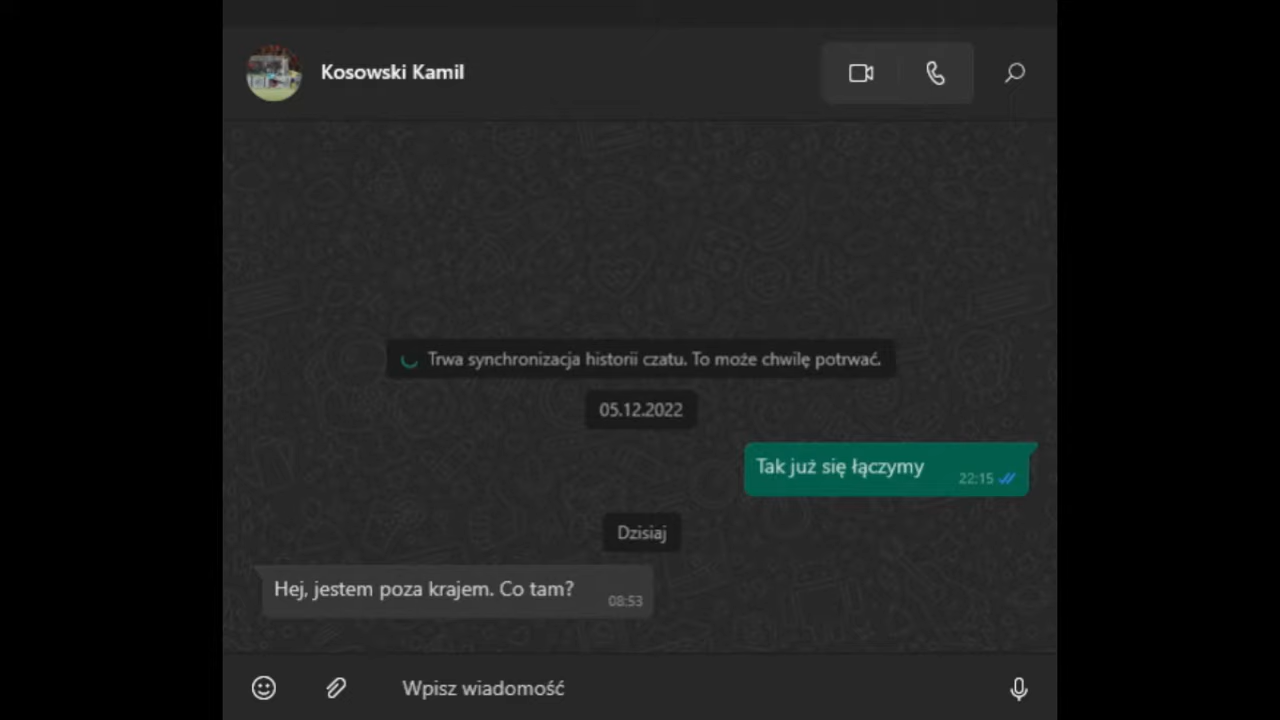 Kosowski Kamil
Trwa synchronizacja historii czatu. To może chwilę potrwać.
05.12.2022
Tak już się łączymy
22:15
Dzisiaj
Hej, jestem poza krajem. Co tam?
08:53
Wpisz wiadomość